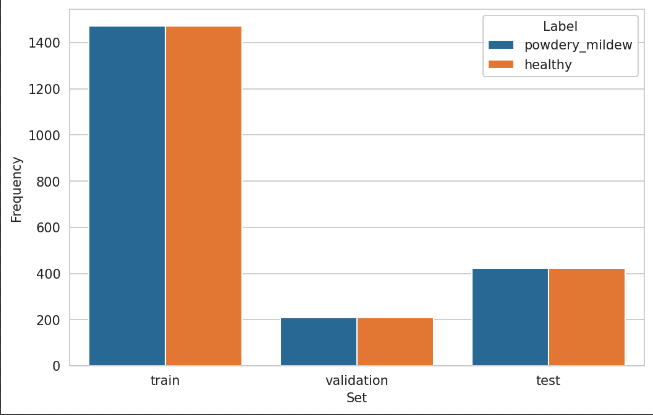 Label
powdery_mildew
healthy
Frequency
1400
1200
1000
800
600
400
200
0
train validation test
Set